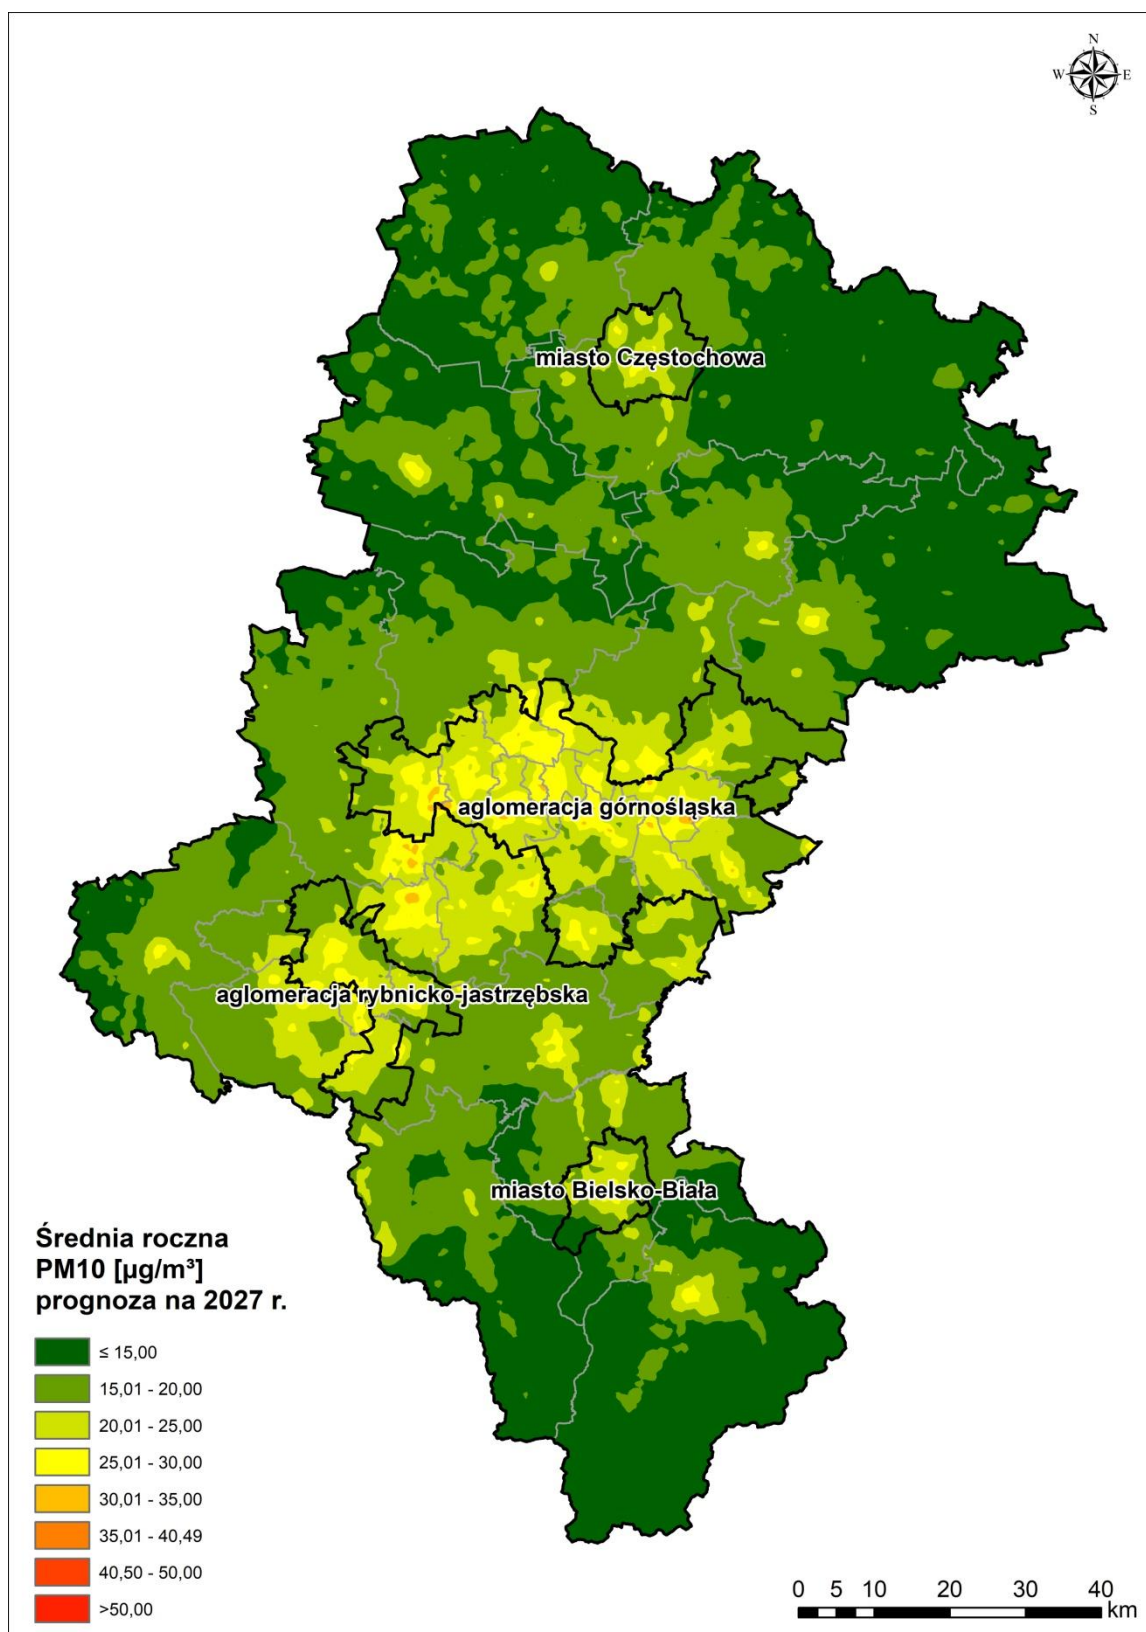 N
W E
S
miasto Częstochowa
aglomeracja górnośląska
aglomeracja rybnicko-jastrzębska
miasto Bielsko-Biała
Średnia roczna
PM10 [µg/m³]
prognoza na 2027 r.
≤ 15,00
15,01 - 20,00
20,01 - 25,00
25,01 - 30,00
30,01 - 35,00
35,01 - 40,49
40,50 - 50,00
>50,00
0 5 10 20 30 40
km